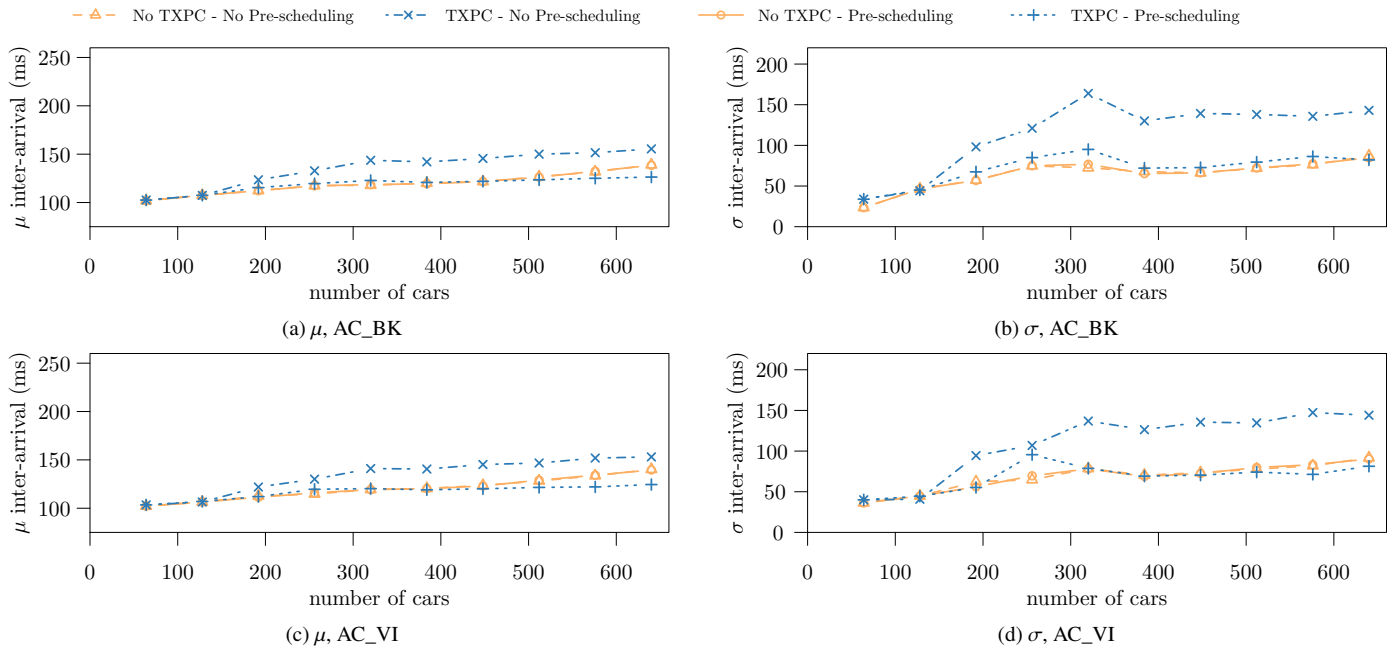 No TXPC - No Pre-scheduling TXPC - No Pre-scheduling No TXPC - Pre-scheduling TXPC - Pre-scheduling
μ inter-arrival (ms)
250
200
150
100
0 100 200 300 400 500 600
number of cars
(a) μ, AC_BK
σ inter-arrival (ms)
200
150
100
50
0
0 100 200 300 400 500 600
number of cars
(b) σ, AC_BK
μ inter-arrival (ms)
250
200
150
100
0 100 200 300 400 500 600
number of cars
(c) μ, AC_VI
σ inter-arrival (ms)
200
150
100
50
0
0 100 200 300 400 500 600
number of cars
(d) σ, AC_VI